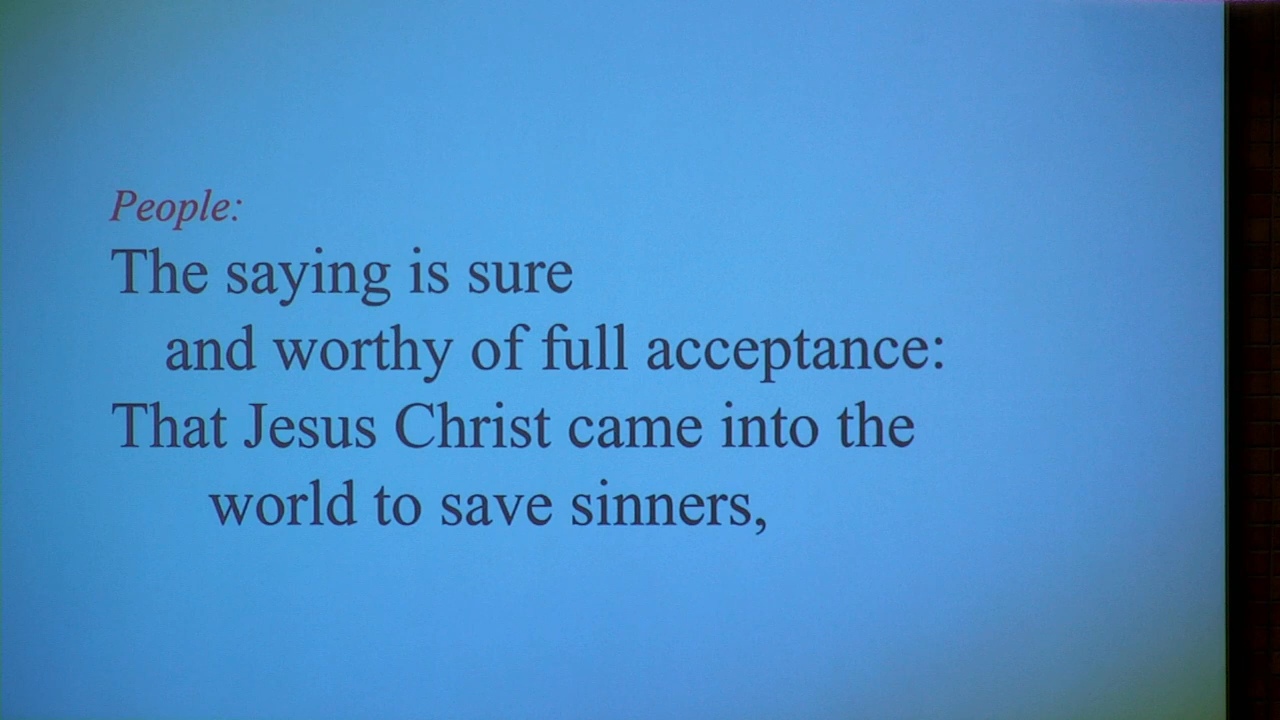 People:
The saying is sure
and worthy of full acceptance:
That Jesus Christ came into the
world to save sinners,